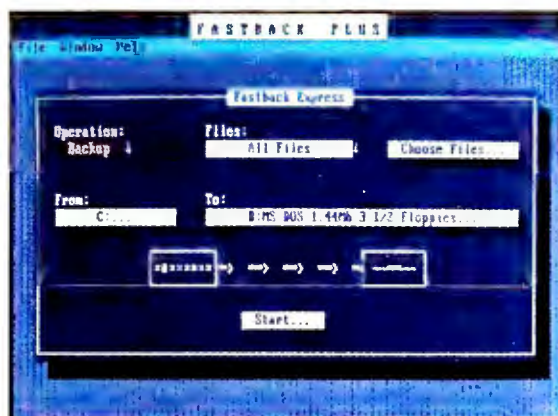 FASTBACK PLUS
File Window Help
Fastback Express
Operation: Files:
Backup All Files Choose Files...
From: To:
C:... B:MS DOS 1.44Mb 3 1/2 Floppies...
Start...